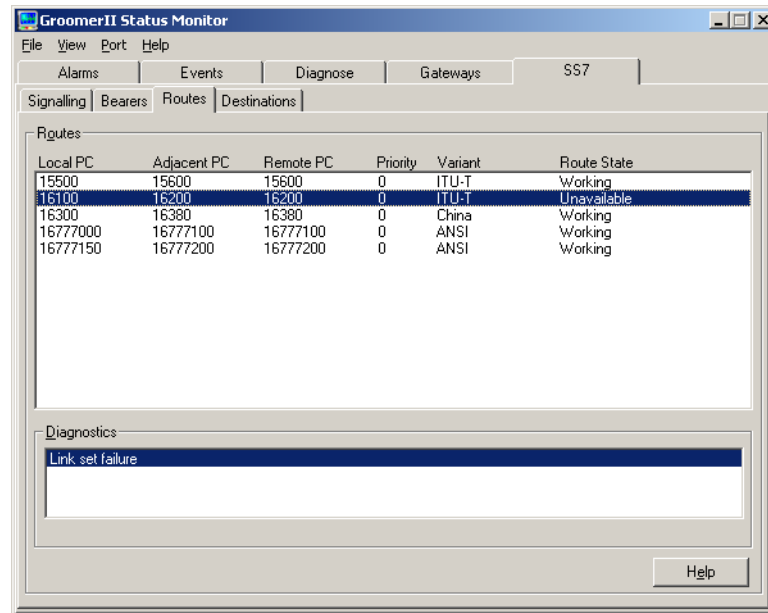 GroomerII Status Monitor
File View Port Help
Alarms Events Diagnose Gateways SS7
Signalling Bearers Routes Destinations
Routes
Local PC Adjacent PC Remote PC Priority Variant Route State
15500 15600 15600 0 ITU-T Working
16100 16200 16200 0 ITU-T Unavailable
16300 16380 16380 0 China Working
16777000 16777100 16777100 0 ANSI Working
16777150 16777200 16777200 0 ANSI Working
Diagnostics
Link set failure
Help